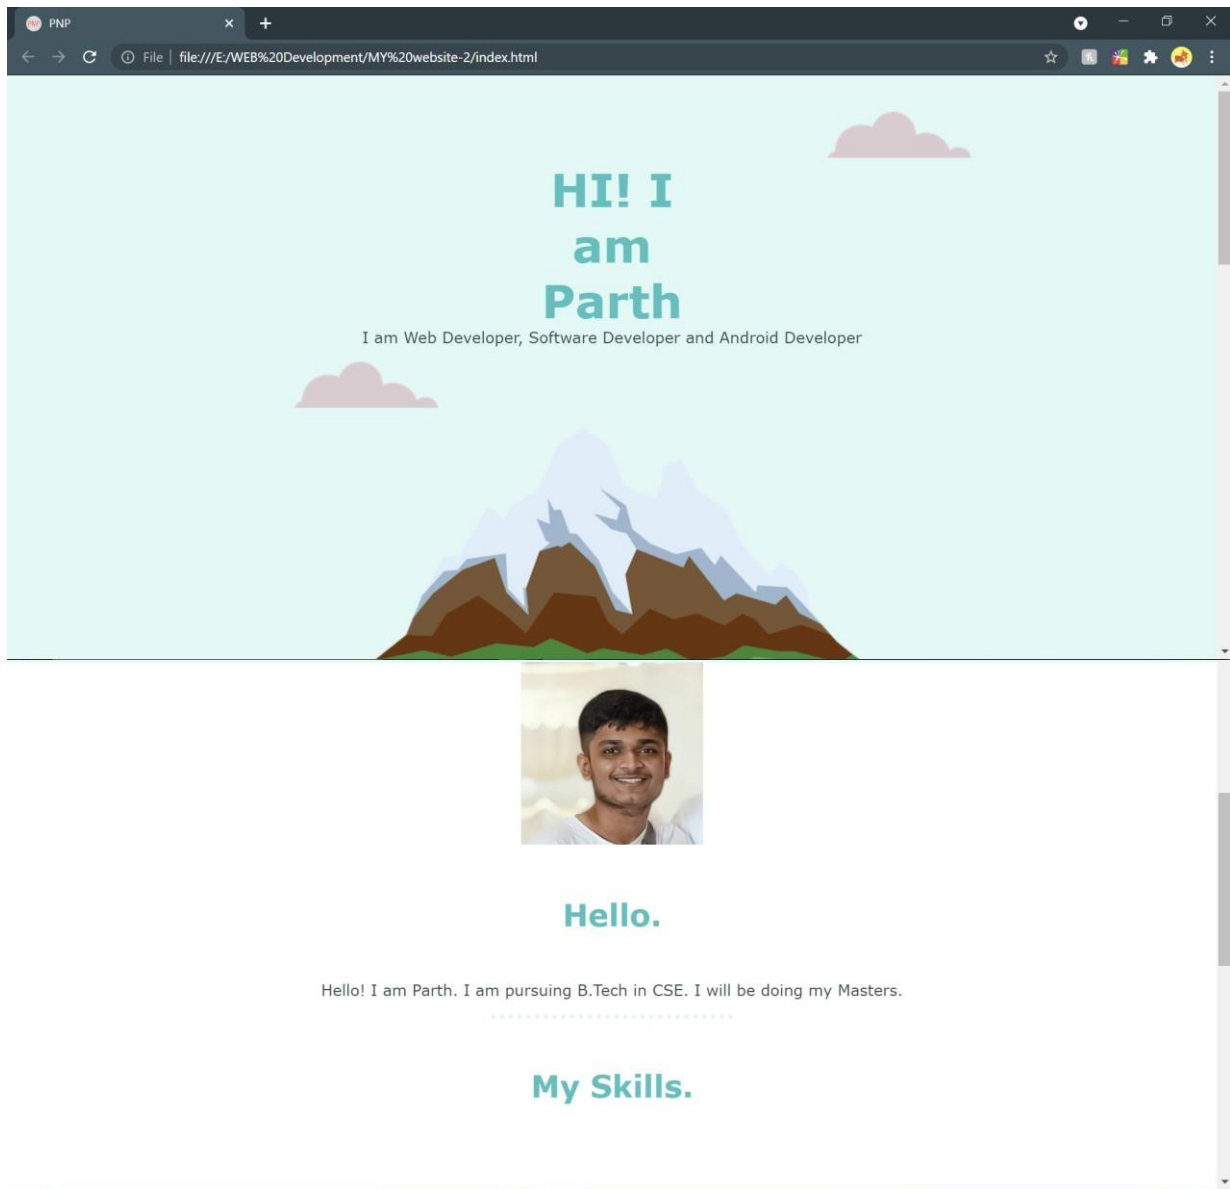 PNP
File | file:///E:/WEB%20Development/MY%20website-2/index.html
HI! I
am
Parth
I am Web Developer, Software Developer and Android Developer
Hello.
Hello! I am Parth. I am pursuing B.Tech in CSE. I will be doing my Masters.
My Skills.